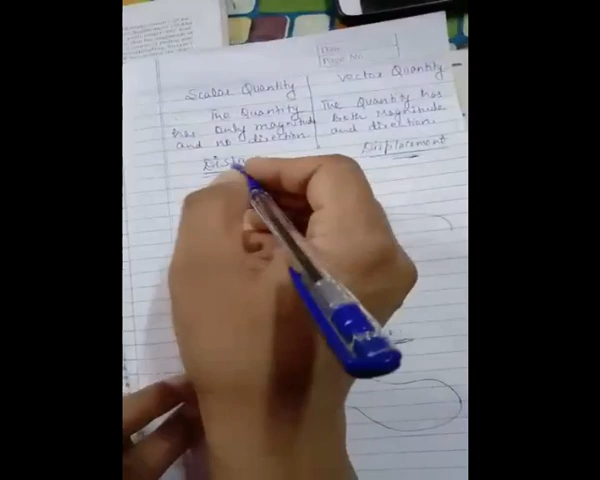 Date
Page No.
Scalar Quantity
Vector Quantity
The Quantity
has only magnitude
and no direction
The Quantity has
both Magnitude
and direction.
Displacement
Dista